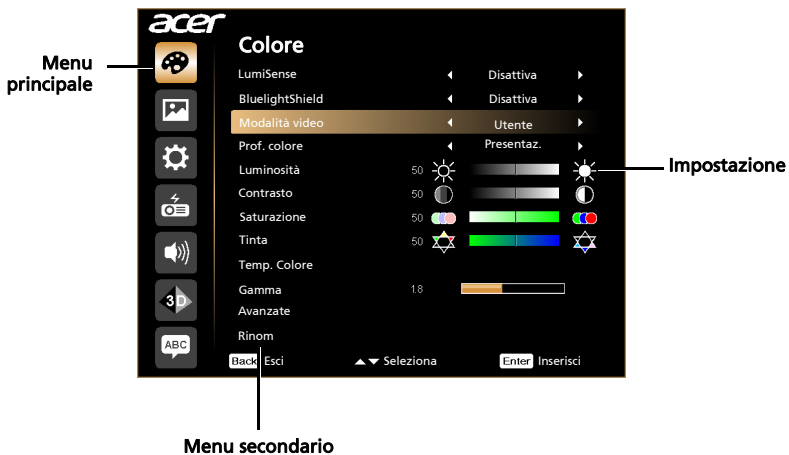 acer
Colore
Menu
principale
LumiSense Disattiva
BluelightShield Disattiva
Modalità video Utente
Prof. colore Presentaz.
Luminosità 50
Impostazione
Contrasto 50
Saturazione 50
Tinta 50
Temp. Colore
Gamma 1.8
3D
Avanzate
Rinom
ABC
Back Esci Seleziona Enter Inserisci
Menu secondario